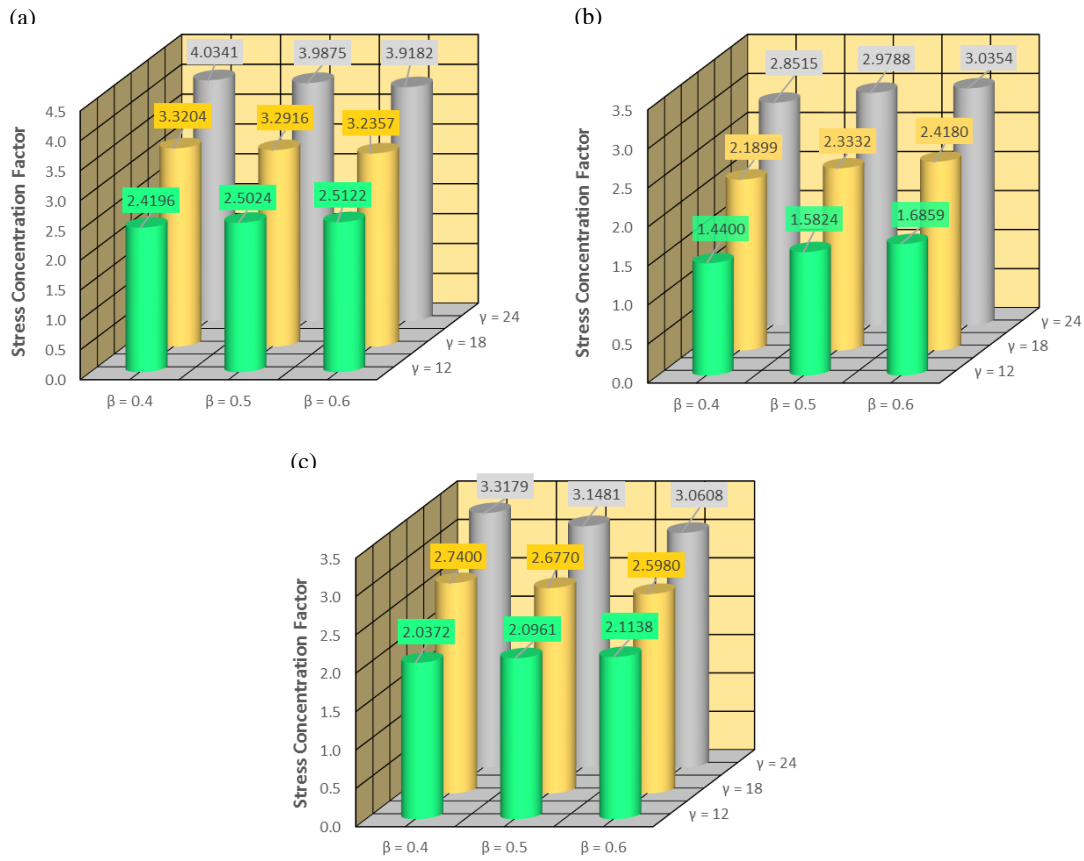 (a)
4.0341
3.9875
3.9182
3.3204
3.2916
3.2357
2.4196
2.5024
2.5122
Stress Concentration Factor
4.5
4.0
3.5
3.0
2.5
2.0
1.5
1.0
0.5
0.0
γ = 24
γ = 18
γ = 12
β = 0.4
β = 0.5
β = 0.6
(b)
2.8515
2.9788
3.0354
2.1899
2.3332
2.4180
1.4400
1.5824
1.6859
Stress Concentration Factor
3.5
3.0
2.5
2.0
1.5
1.0
0.5
0.0
γ = 24
γ = 18
γ = 12
β = 0.4
β = 0.5
β = 0.6
(c)
3.3179
3.1481
3.0608
2.7400
2.6770
2.5980
2.0372
2.0961
2.1138
Stress Concentration Factor
3.5
3.0
2.5
2.0
1.5
1.0
0.5
0.0
γ = 24
γ = 18
γ = 12
β = 0.4
β = 0.5
β = 0.6